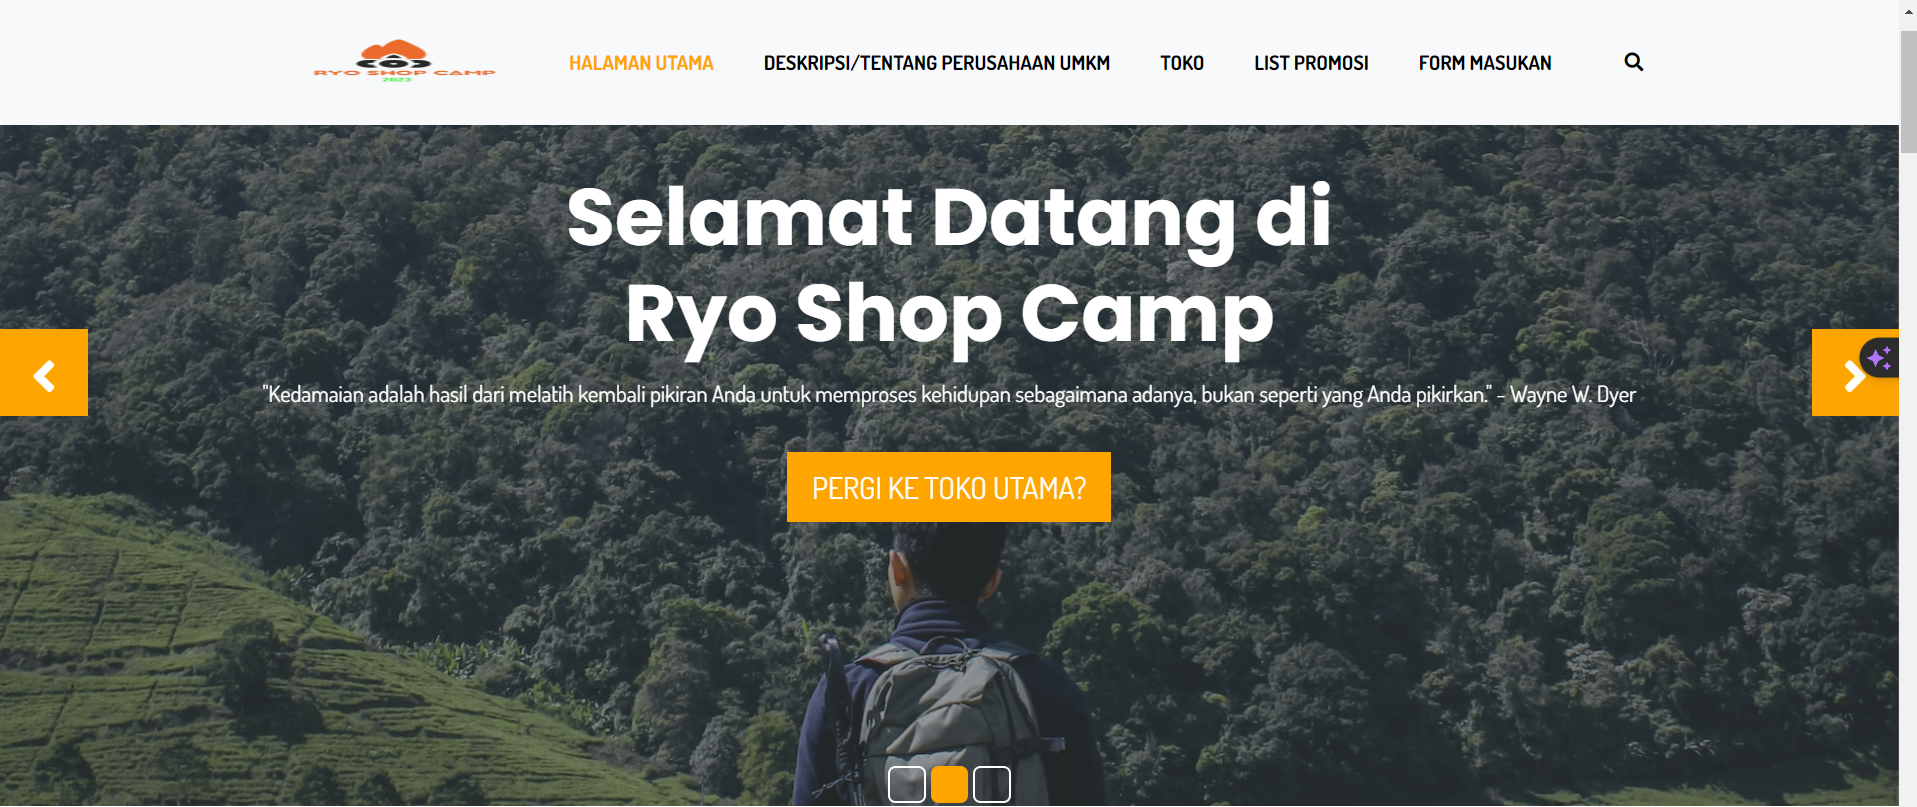 RYO SHOP CAMP
2023
HALAMAN UTAMA
DESKRIPSI/TENTANG PERUSAHAAN UMKM
TOKO
LIST PROMOSI
FORM MASUKAN
Selamat Datang di
Ryo Shop Camp
"Kedamaian adalah hasil dari melatih kembali pikiran Anda untuk memproses kehidupan sebagaimana adanya, bukan seperti yang Anda pikirkan." - Wayne W. Dyer
PERGI KE TOKO UTAMA?